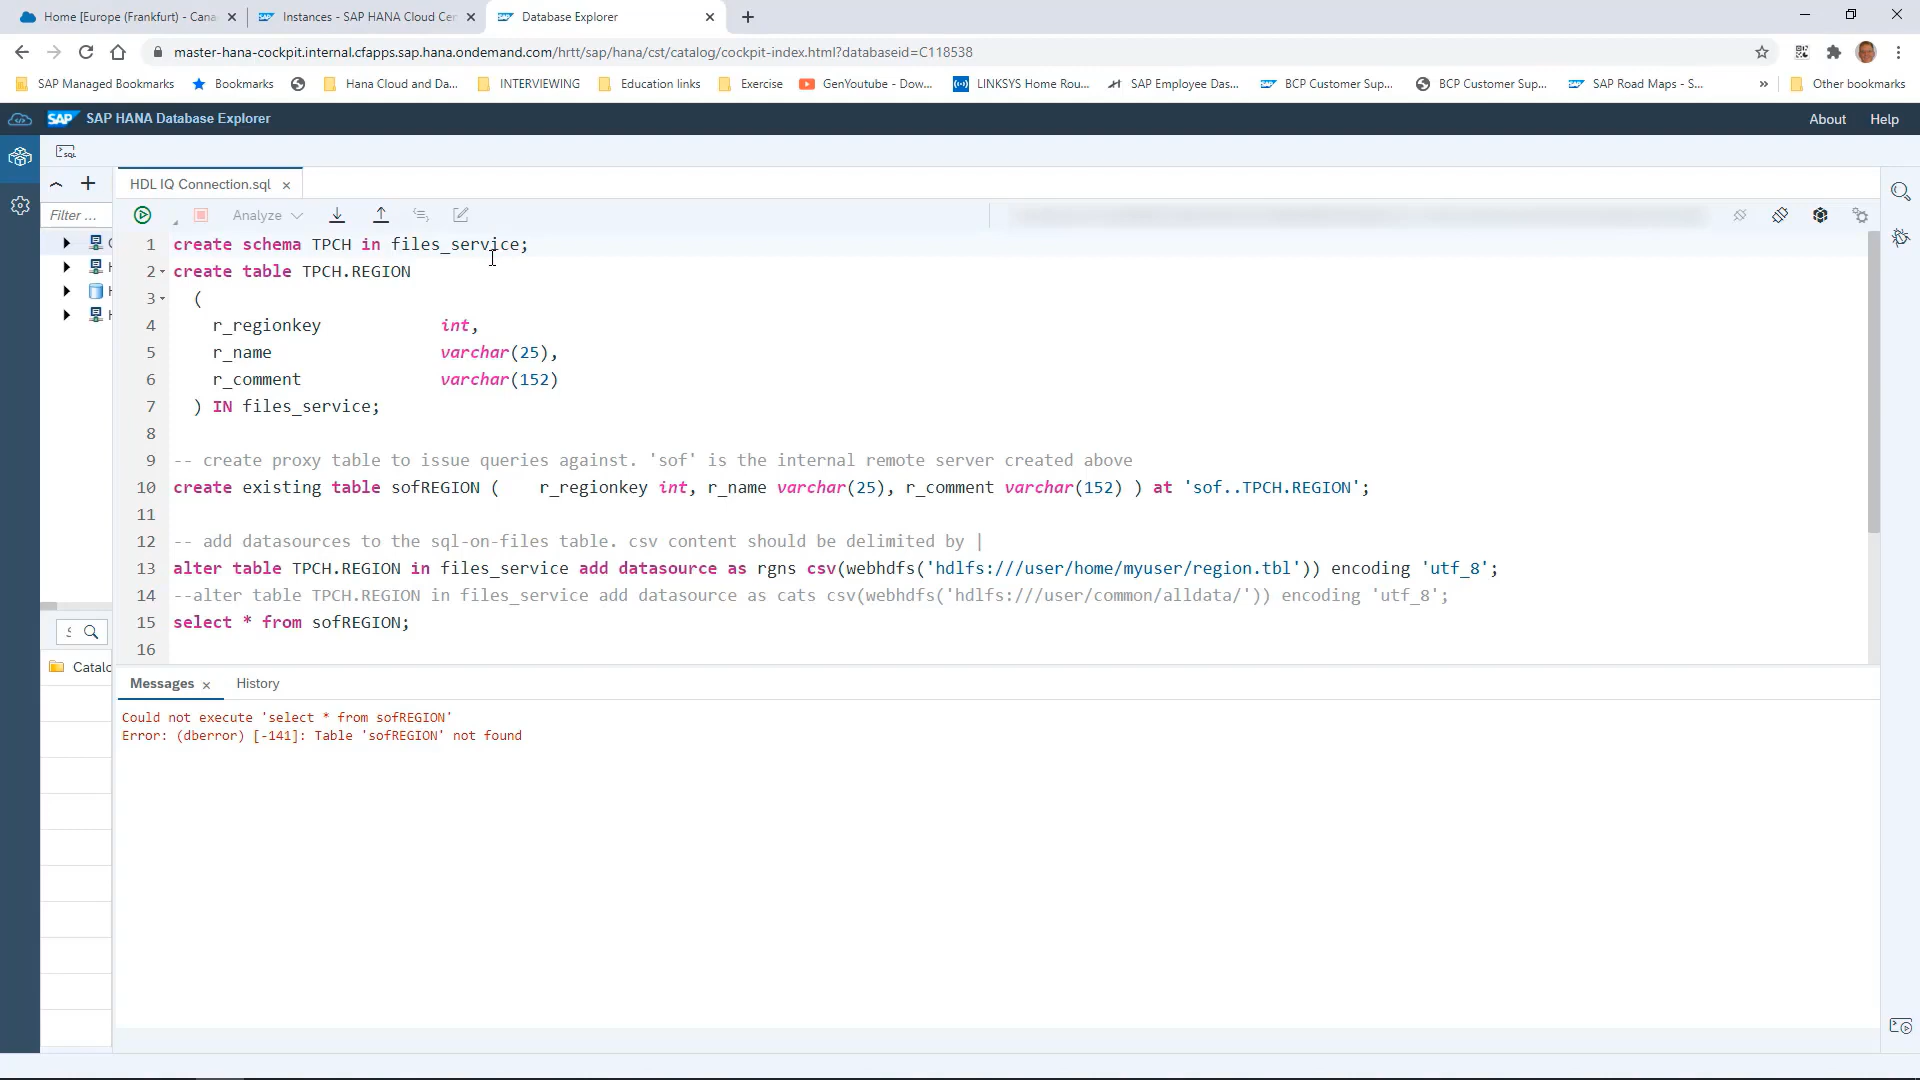 Home [Europe (Frankfurt) - Cana
Instances - SAP HANA Cloud Cen
Database Explorer
master-hana-cockpit.internal.cfapps.sap.hana.ondemand.com/hrtt/sap/hana/cst/catalog/cockpit-index.html?databaseid=C118538
SAP Managed Bookmarks
Bookmarks
Hana Cloud and Da...
INTERVIEWING
Education links
Exercise
GenYoutube - Dow...
LINKSYS Home Rou...
SAP Employee Das...
BCP Customer Sup...
BCP Customer Sup...
SAP Road Maps - S...
»
Other bookmarks
SAP SAP HANA Database Explorer
About
Help
SQL
HDL IQ Connection.sql
Filter ...
Analyze
1 create schema TPCH in files_service;
2 create table TPCH.REGION
3 (
4 r_regionkey int,
5 r_name varchar(25),
6 r_comment varchar(152)
7 ) IN files_service;
8
9 -- create proxy table to issue queries against. 'sof' is the internal remote server created above
10 create existing table sofREGION ( r_regionkey int, r_name varchar(25), r_comment varchar(152) ) at 'sof..TPCH.REGION';
11
12 -- add datasources to the sql-on-files table. csv content should be delimited by |
13 alter table TPCH.REGION in files_service add datasource as rgns csv(webhdfs('hdlfs:///user/home/myuser/region.tbl')) encoding 'utf_8';
14 --alter table TPCH.REGION in files_service add datasource as cats csv(webhdfs('hdlfs:///user/common/alldata/')) encoding 'utf_8';
15 select * from sofREGION;
16
Catalo
Messages
History
Could not execute 'select * from sofREGION'
Error: (dberror) [-141]: Table 'sofREGION' not found